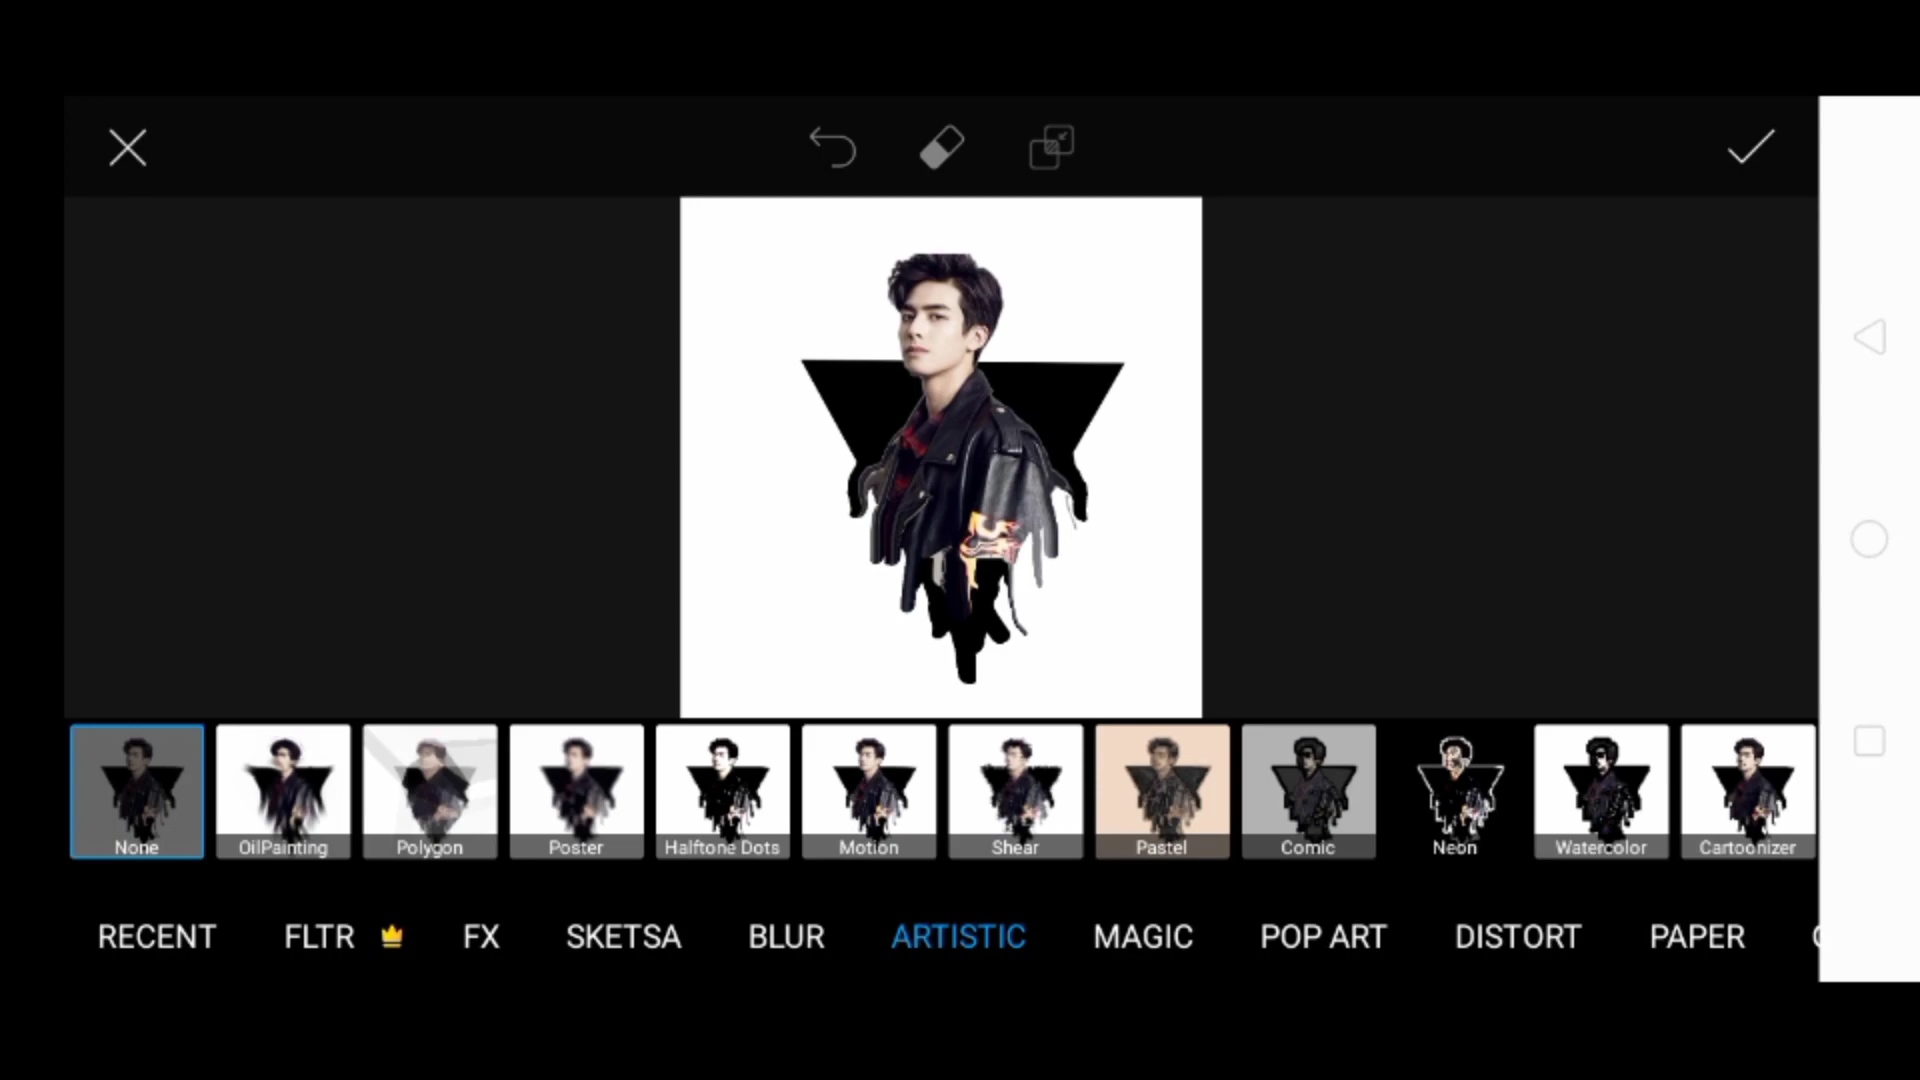 None OilPainting Polygon Poster Halftone Dots Motion Shear Pastel Comic Neon Watercolor Cartoonizer
RECENT FLTR FX SKETSA BLUR ARTISTIC MAGIC POP ART DISTORT PAPER